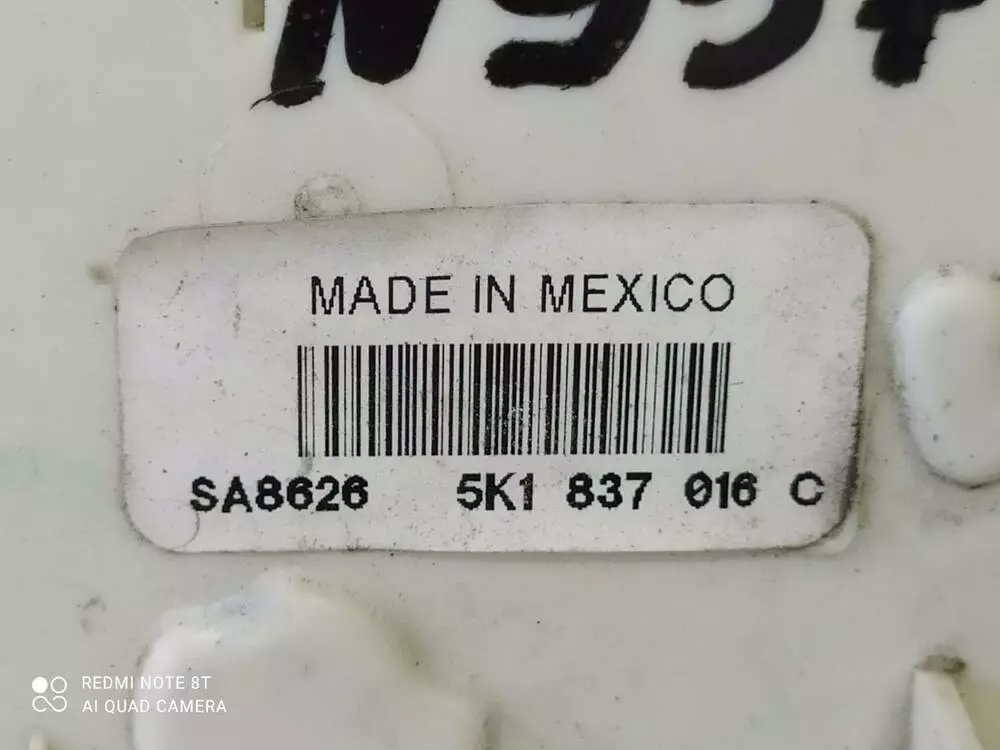 MADE IN MEXICO
SA8626 5K1 837 016 C
REDMI NOTE 8T
AI QUAD CAMERA